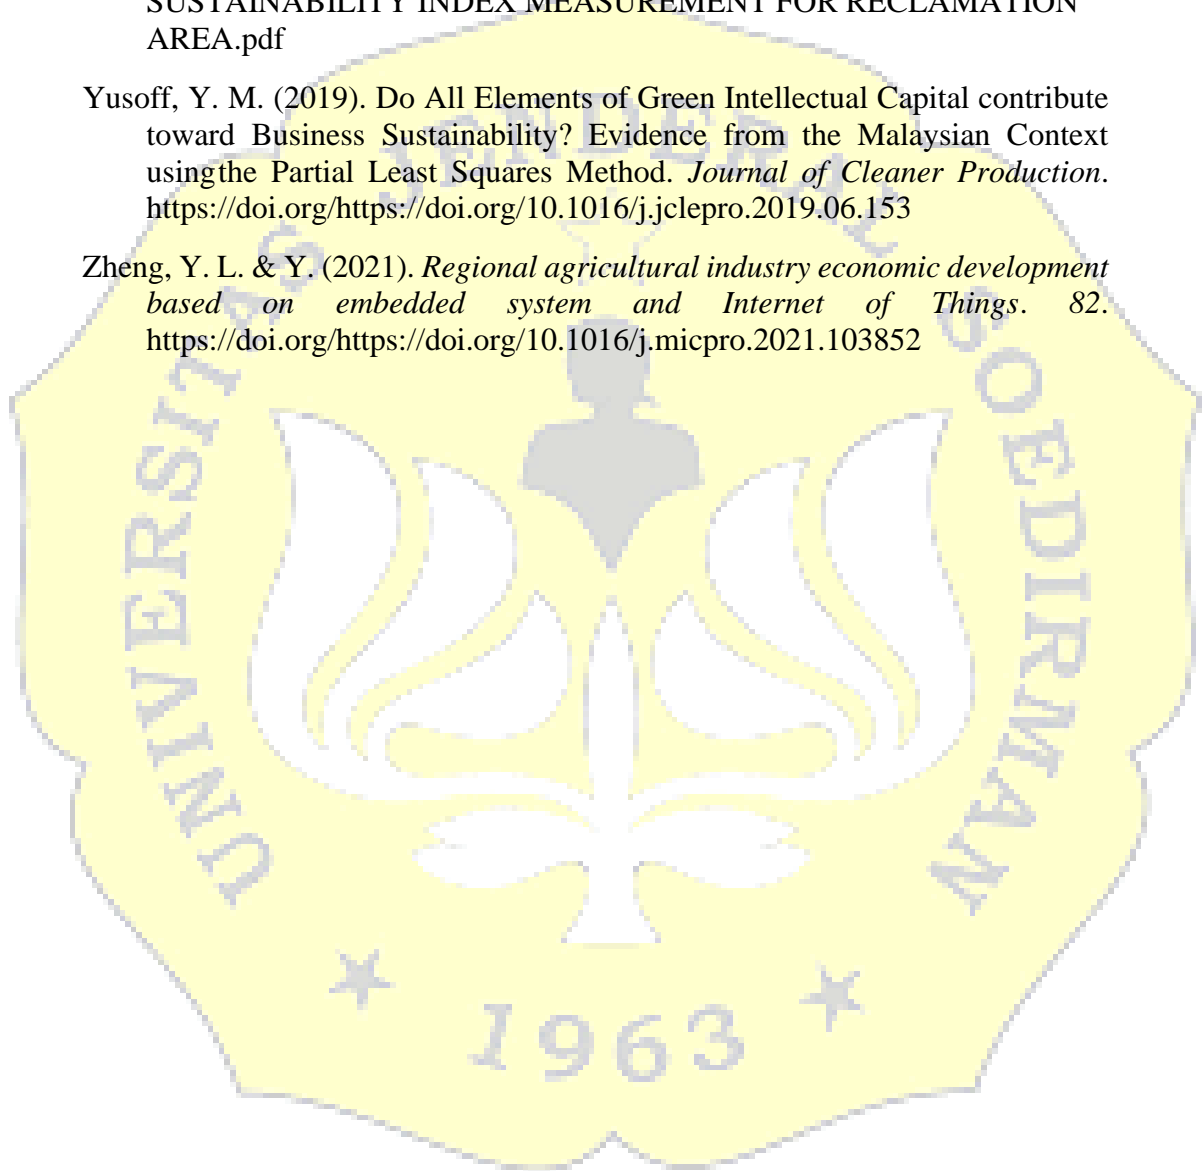 SUSTAINABILITY INDEX MEASUREMENT FOR RECLAMATION
AREA.pdf
Yusoff, Y. M. (2019). Do All Elements of Green Intellectual Capital contribute
toward Business Sustainability? Evidence from the Malaysian Context
usingthe Partial Least Squares Method. Journal of Cleaner Production.
https://doi.org/https://doi.org/10.1016/j.jclepro.2019.06.153
Zheng, Y. L. & Y. (2021). Regional agricultural industry economic development
based on embedded system and Internet of Things. 82.
https://doi.org/https://doi.org/10.1016/j.micpro.2021.103852
UNIVERSITAS JENDERAL SOEDIRMAN
1963